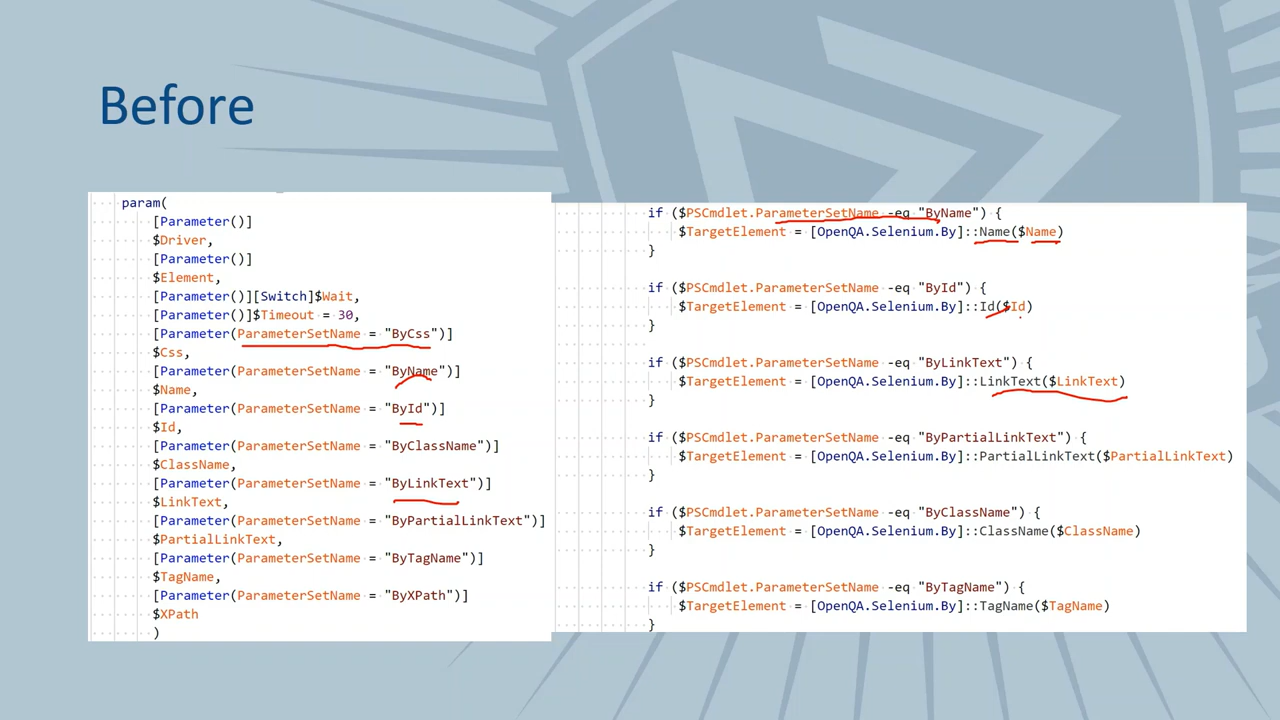 Before
param(
[Parameter()]
$Driver,
[Parameter()]
$Element,
[Parameter()][Switch]$Wait,
[Parameter()]$Timeout = 30,
[Parameter(ParameterSetName = "ByCss")]
$Css,
[Parameter(ParameterSetName = "ByName")]
$Name,
[Parameter(ParameterSetName = "ById")]
$Id,
[Parameter(ParameterSetName = "ByClassName")]
$ClassName,
[Parameter(ParameterSetName = "ByLinkText")]
$LinkText,
[Parameter(ParameterSetName = "ByPartialLinkText")]
$PartialLinkText,
[Parameter(ParameterSetName = "ByTagName")]
$TagName,
[Parameter(ParameterSetName = "ByXPath")]
$XPath
)
if ($PSCmdlet.ParameterSetName -eq "ByName") {
$TargetElement = [OpenQA.Selenium.By]::Name($Name)
}
if ($PSCmdlet.ParameterSetName -eq "ById") {
$TargetElement = [OpenQA.Selenium.By]::Id($Id)
}
if ($PSCmdlet.ParameterSetName -eq "ByLinkText") {
$TargetElement = [OpenQA.Selenium.By]::LinkText($LinkText)
}
if ($PSCmdlet.ParameterSetName -eq "ByPartialLinkText") {
$TargetElement = [OpenQA.Selenium.By]::PartialLinkText($PartialLinkText)
}
if ($PSCmdlet.ParameterSetName -eq "ByClassName") {
$TargetElement = [OpenQA.Selenium.By]::ClassName($ClassName)
}
if ($PSCmdlet.ParameterSetName -eq "ByTagName") {
$TargetElement = [OpenQA.Selenium.By]::TagName($TagName)
}